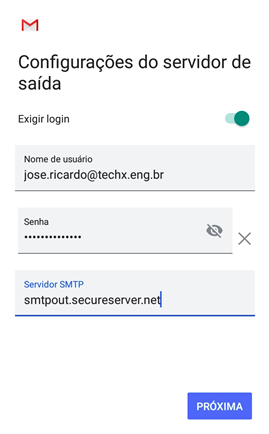 Configurações do servidor de
saída
Exigir login
Nome de usuário
jose.ricardo@techx.eng.br
Senha
••••••••••••••
Servidor SMTP
smtpout.secureserver.net
PRÓXIMA